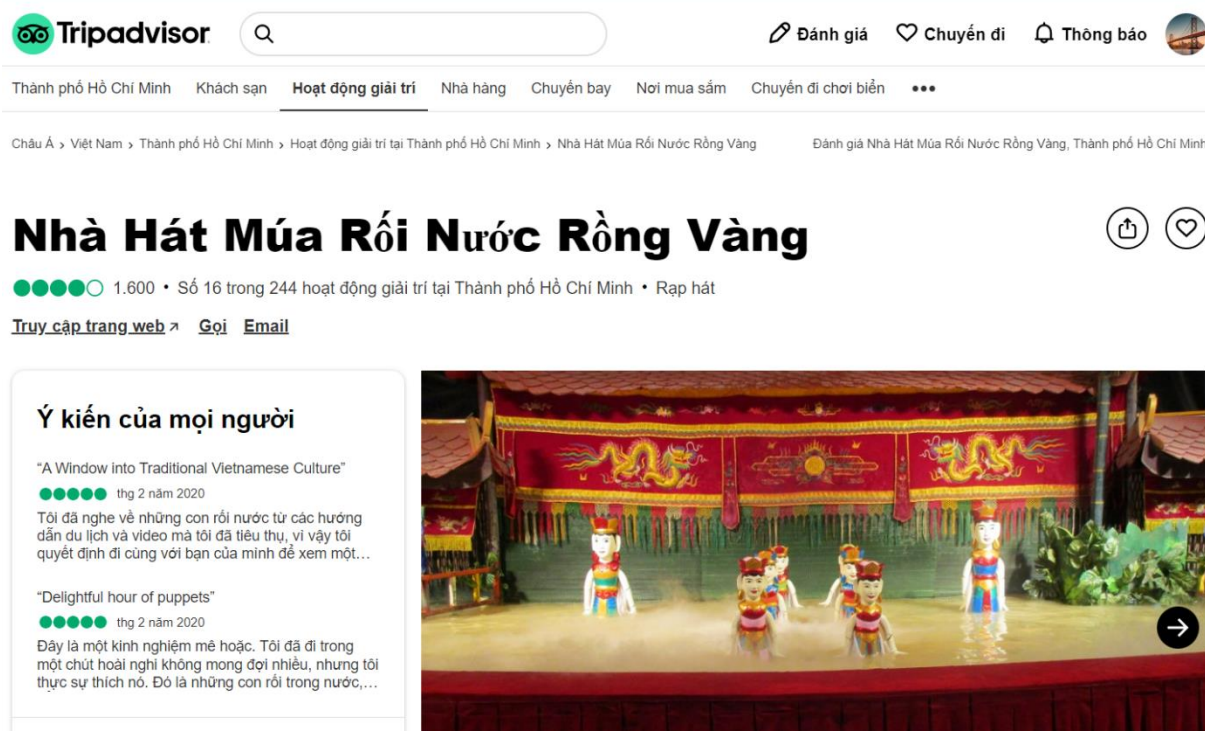 Tripadvisor
Đánh giá
Chuyến đi
Thông báo
Thành phố Hồ Chí Minh
Khách sạn
Hoạt động giải trí
Nhà hàng
Chuyến bay
Nơi mua sắm
Chuyến đi chơi biển
Châu Á > Việt Nam > Thành phố Hồ Chí Minh > Hoạt động giải trí tại Thành phố Hồ Chí Minh > Nhà Hát Múa Rối Nước Rồng Vàng
Đánh giá Nhà Hát Múa Rối Nước Rồng Vàng, Thành phố Hồ Chí Minh
Nhà Hát Múa Rối Nước Rồng Vàng
1.600 • Số 16 trong 244 hoạt động giải trí tại Thành phố Hồ Chí Minh • Rạp hát
Truy cập trang web
Gọi
Email
Ý kiến của mọi người
“A Window into Traditional Vietnamese Culture”
thg 2 năm 2020
Tôi đã nghe về những con rối nước từ các hướng
dẫn du lịch và video mà tôi đã tiêu thụ, vì vậy tôi
quyết định đi cùng với bạn của mình để xem một…
“Delightful hour of puppets”
thg 2 năm 2020
Đây là một kinh nghiệm mê hoặc. Tôi đã đi trong
một chút hoài nghi không mong đợi nhiều, nhưng tôi
thực sự thích nó. Đó là những con rối trong nước,…